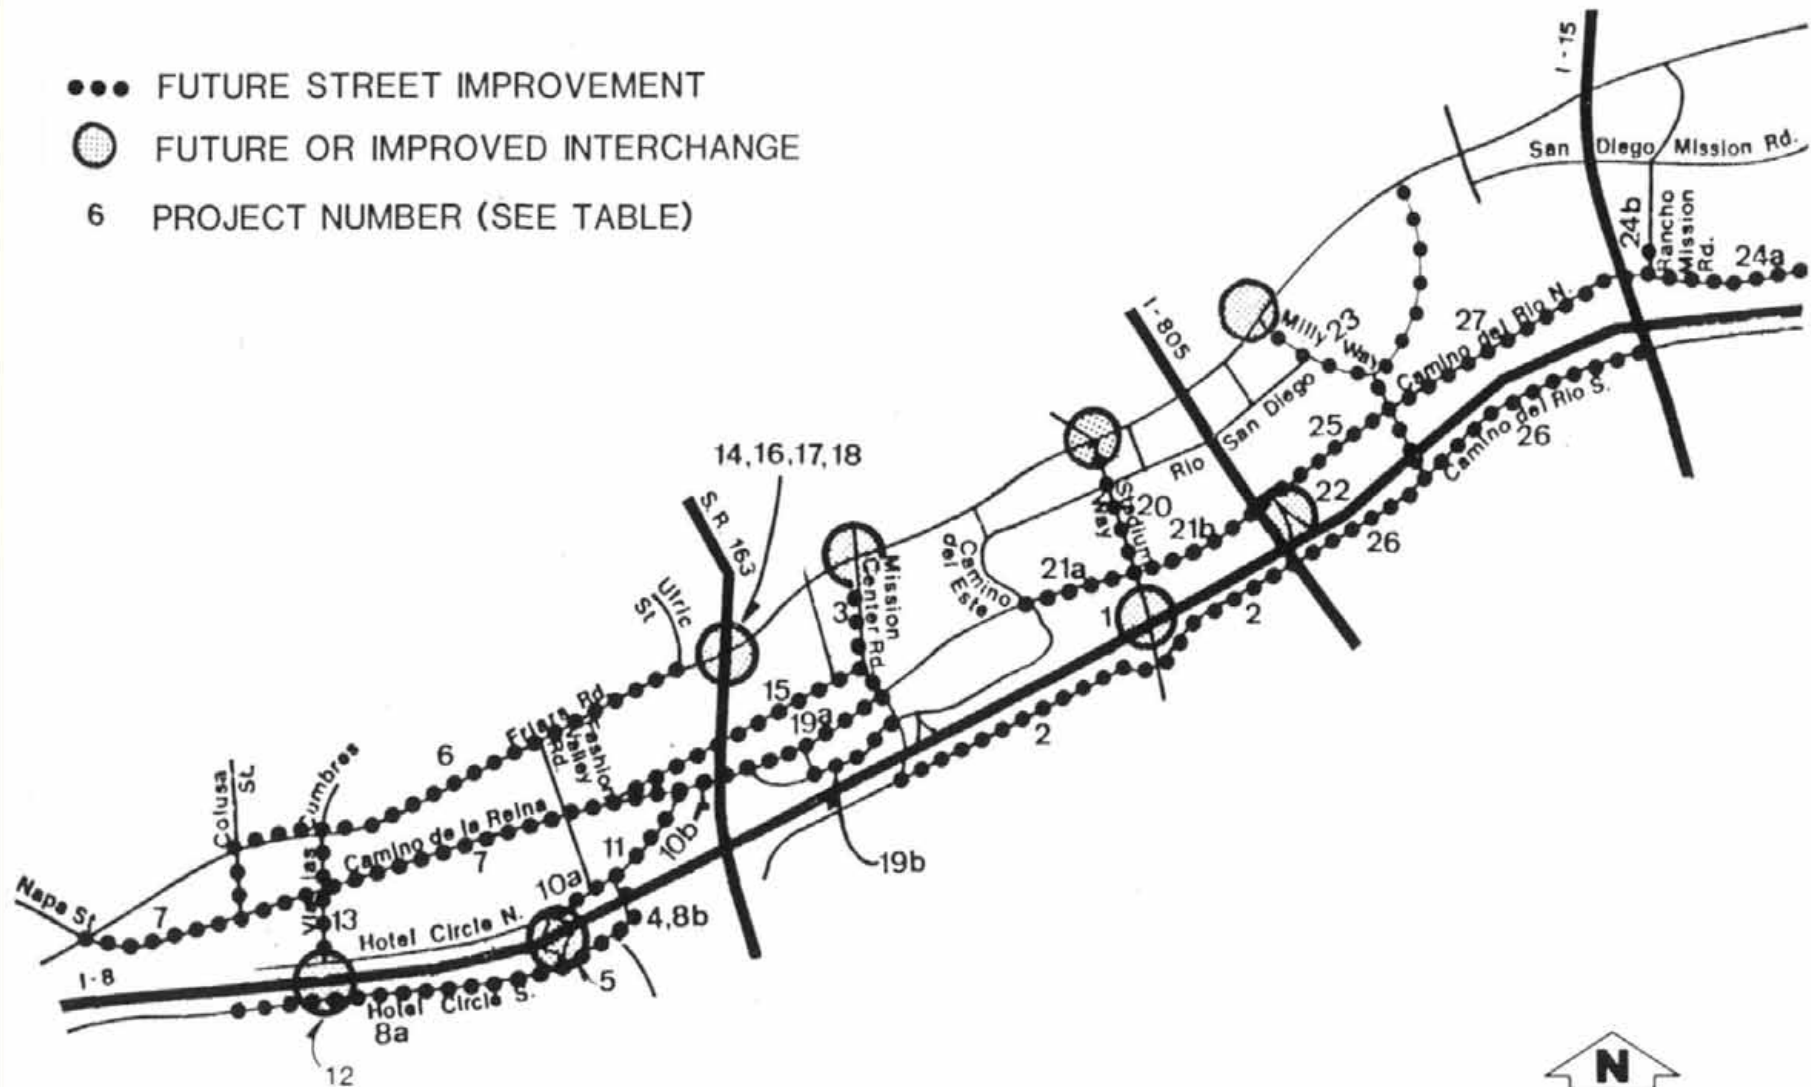 FUTURE STREET IMPROVEMENT
FUTURE OR IMPROVED INTERCHANGE
6 PROJECT NUMBER (SEE TABLE)
I-15
San Diego Mission Rd.
24b
Rancho
Mission
Rd.
24a
I-805
Milly Way
23
27
Camino del Rio N.
25
Camino del Rio S.
26
22
26
Rio San Diego
Stadium
Way
20
21b
21a
1
2
2
Camino
del Este
14,16,17,18
S.R. 163
Mission
Center Rd.
3
Ulric
St
15
19a
19b
Friars Rd.
Fashion
Valley
Rd.
6
Colusa
St.
Via las Cumbres
Camino de la Reina
7
11
10b
10a
Napa St.
7
13
Hotel Circle N.
4,8b
I-8
5
Hotel Circle S.
8a
12
N